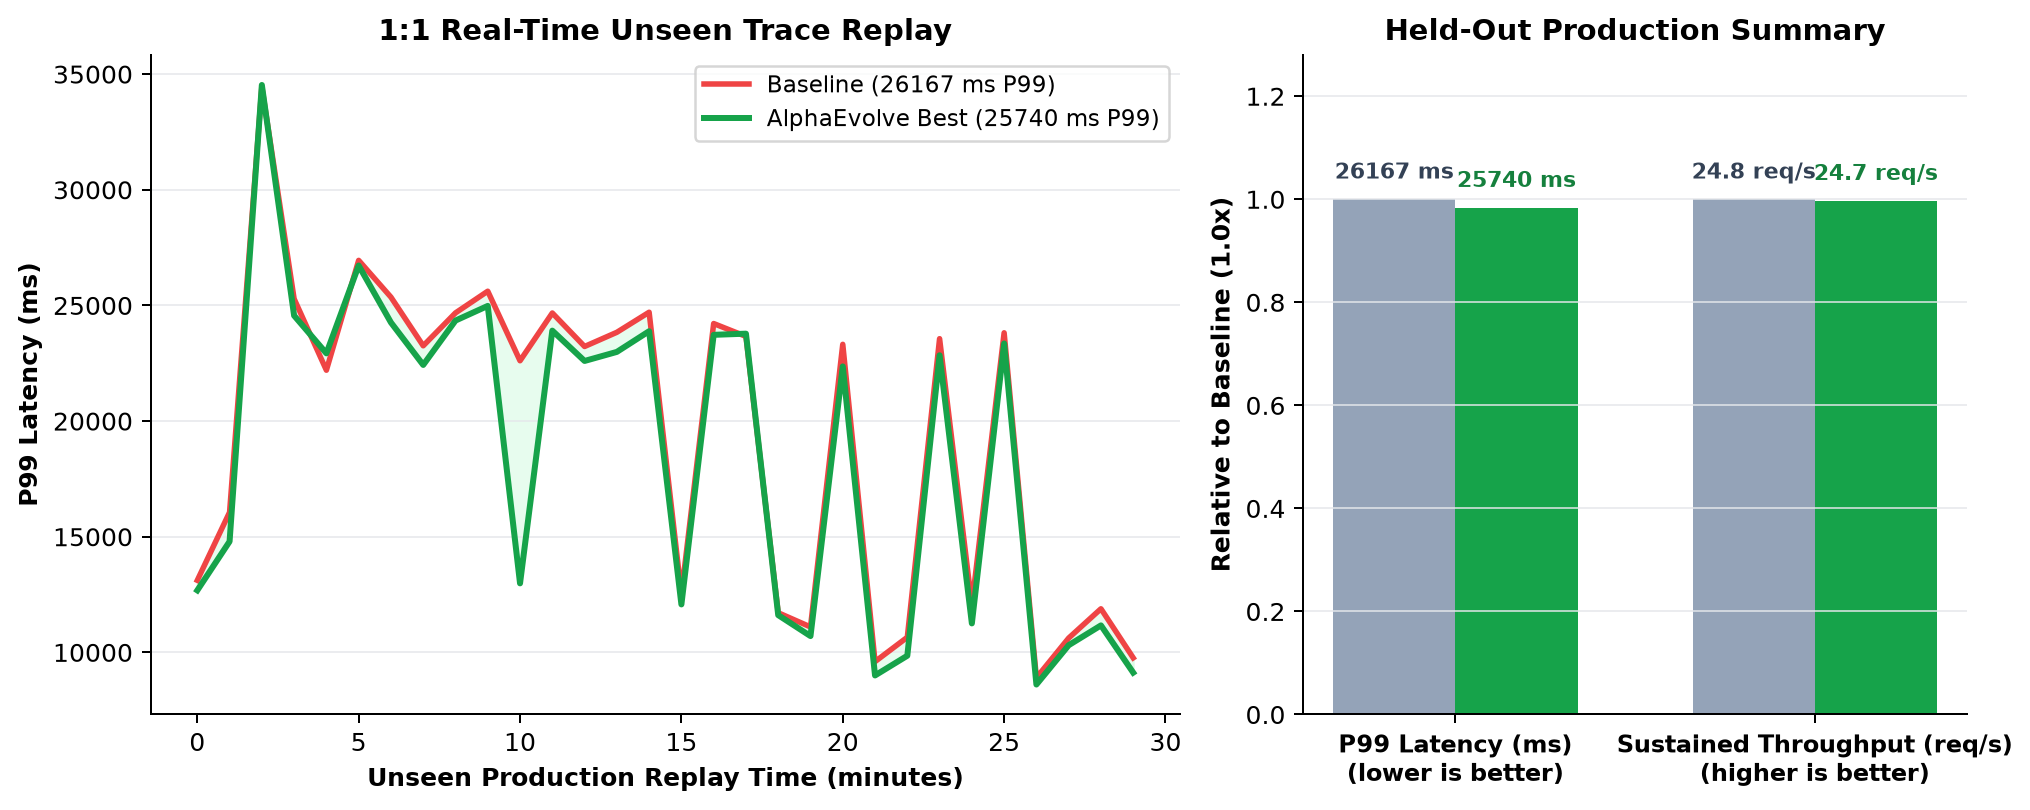 1:1 Real-Time Unseen Trace Replay
Baseline (26167 ms P99)
AlphaEvolve Best (25740 ms P99)
P99 Latency (ms)
35000
30000
25000
20000
15000
10000
0
5
10
15
20
25
30
Unseen Production Replay Time (minutes)
Held-Out Production Summary
Relative to Baseline (1.0x)
1.2
1.0
0.8
0.6
0.4
0.2
0.0
26167 ms
25740 ms
24.8 req/s
24.7 req/s
P99 Latency (ms)
(lower is better)
Sustained Throughput (req/s)
(higher is better)